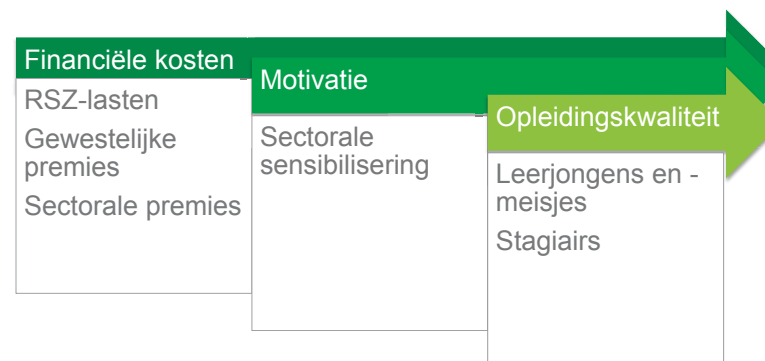 Financiële kosten
RSZ-lasten
Gewestelijke
premies
Sectorale premies
Motivatie
Sectorale
sensibilisering
Opleidingskwaliteit
Leerjongens en -
meisjes
Stagiairs